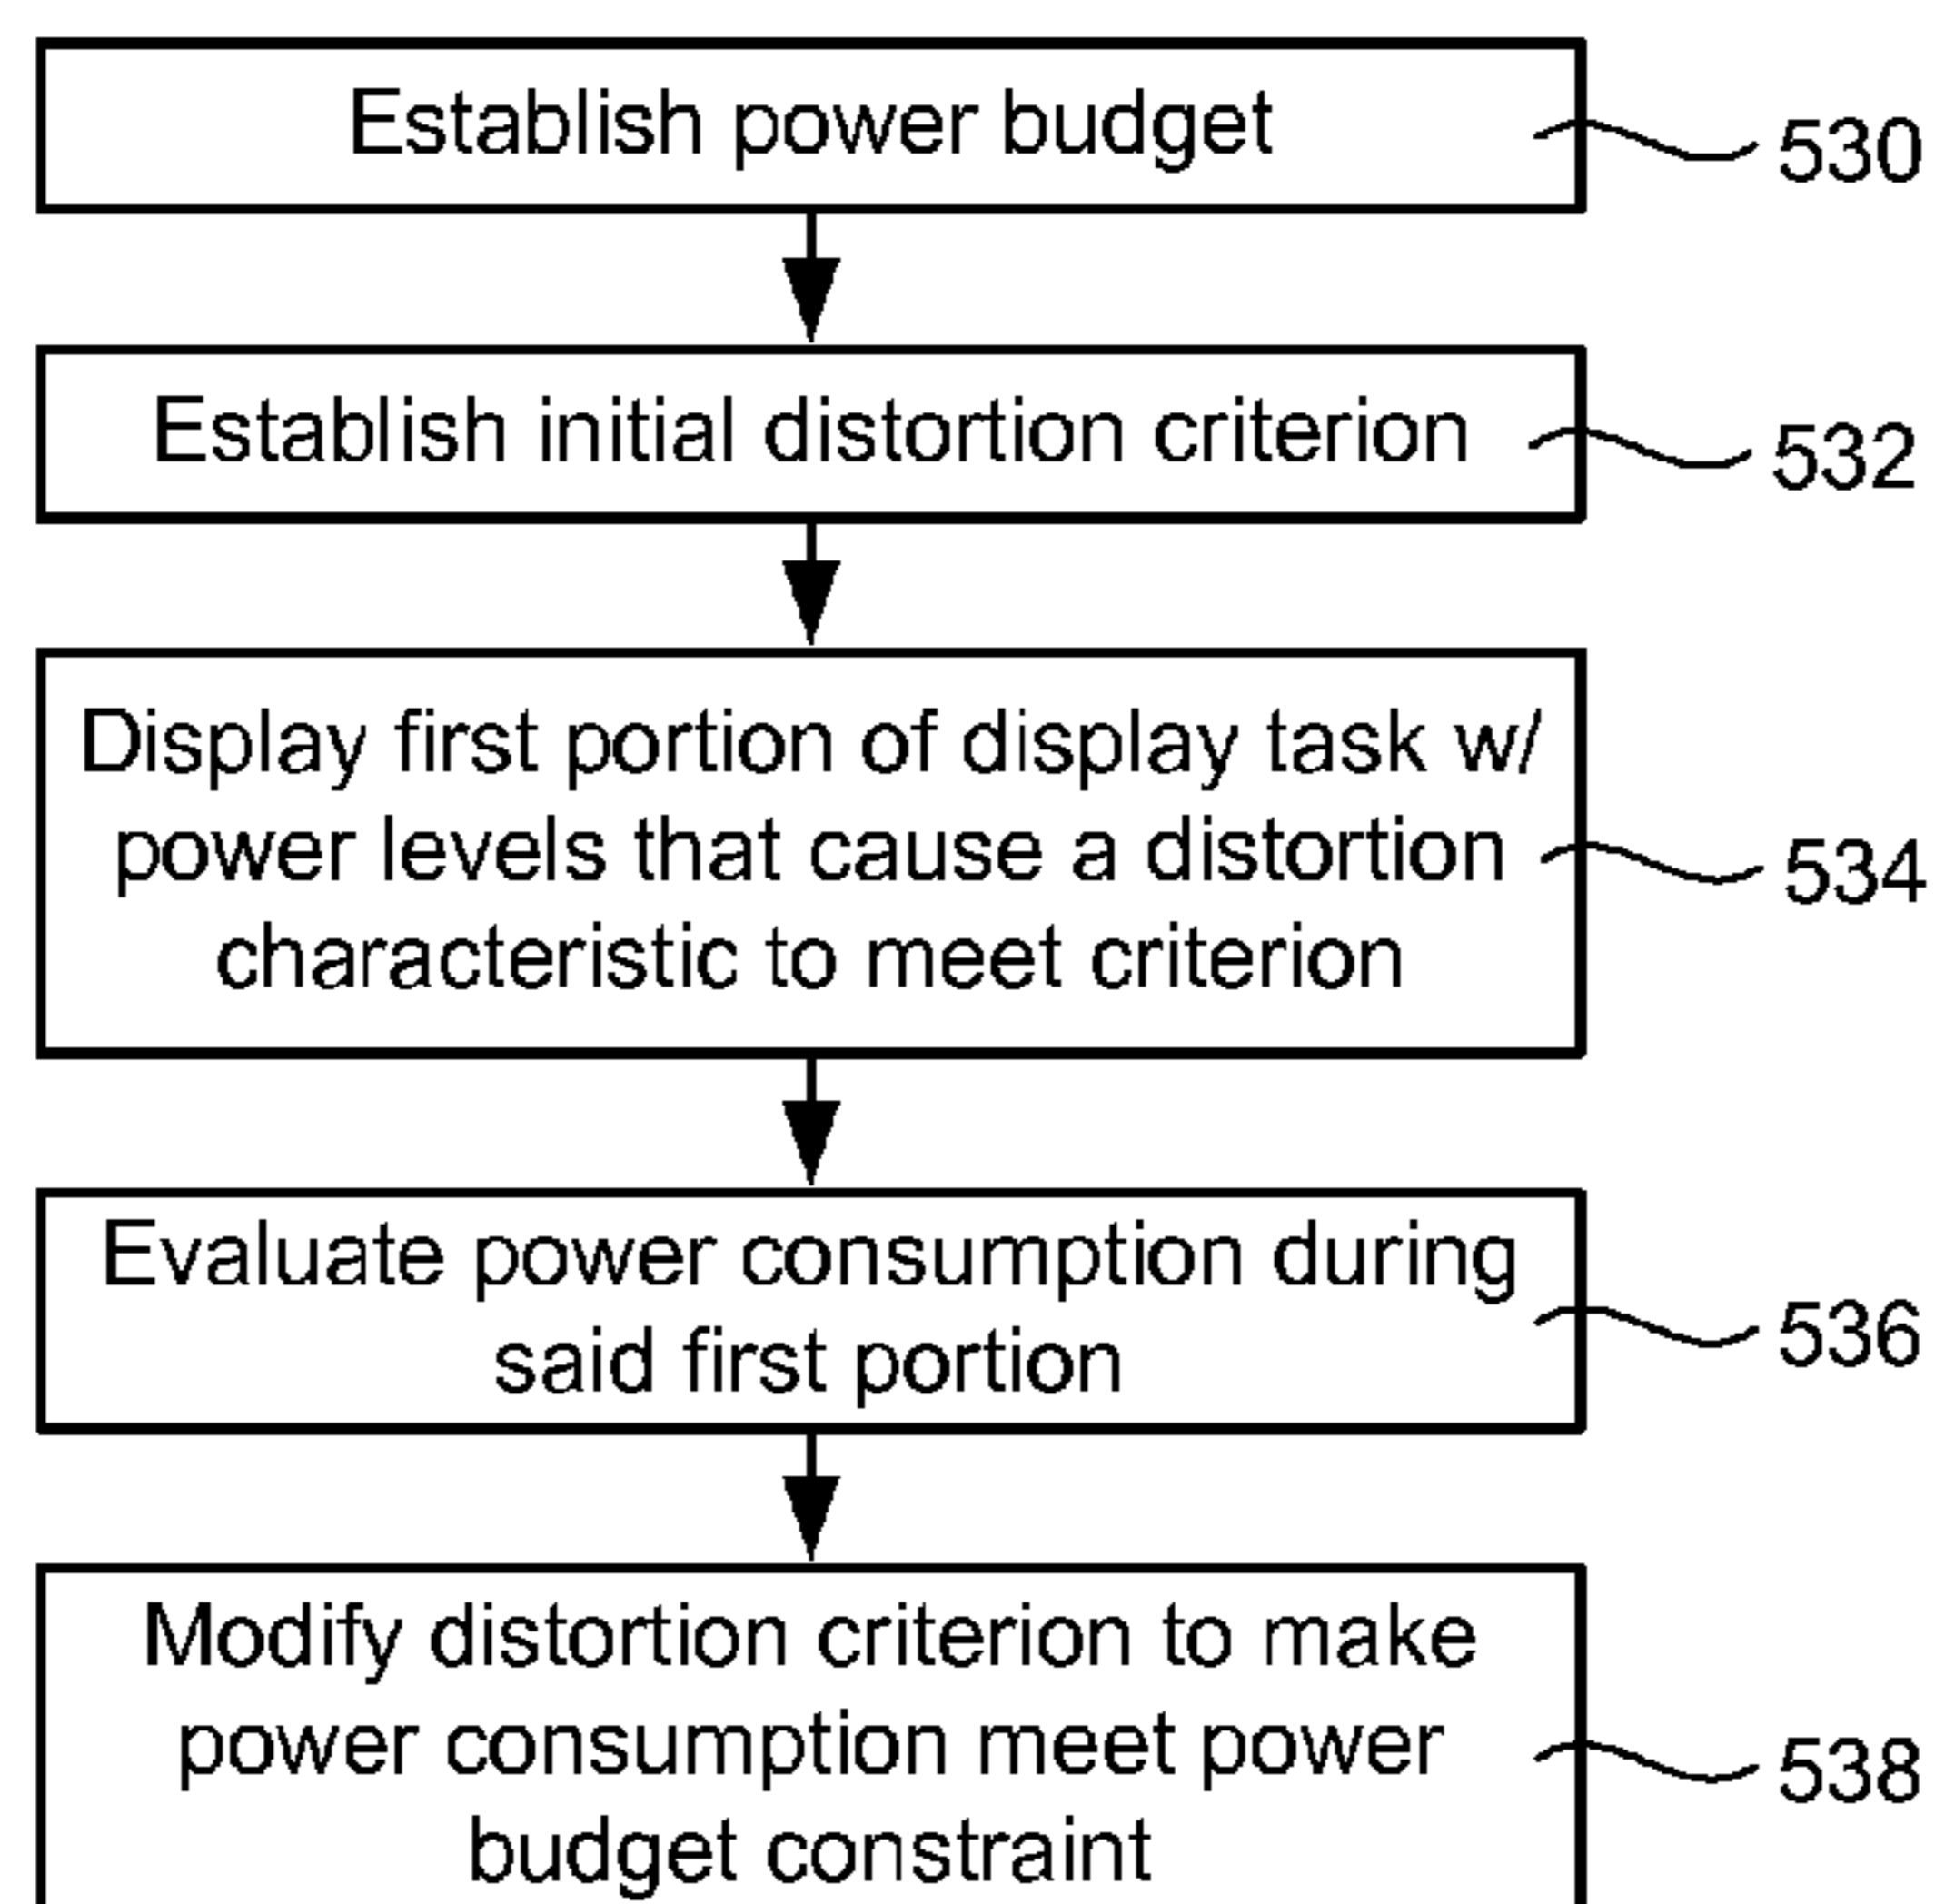 Establish power budget
530
Establish initial distortion criterion
532
Display first portion of display task w/
power levels that cause a distortion
characteristic to meet criterion
534
Evaluate power consumption during
said first portion
536
Modify distortion criterion to make
power consumption meet power
budget constraint
538